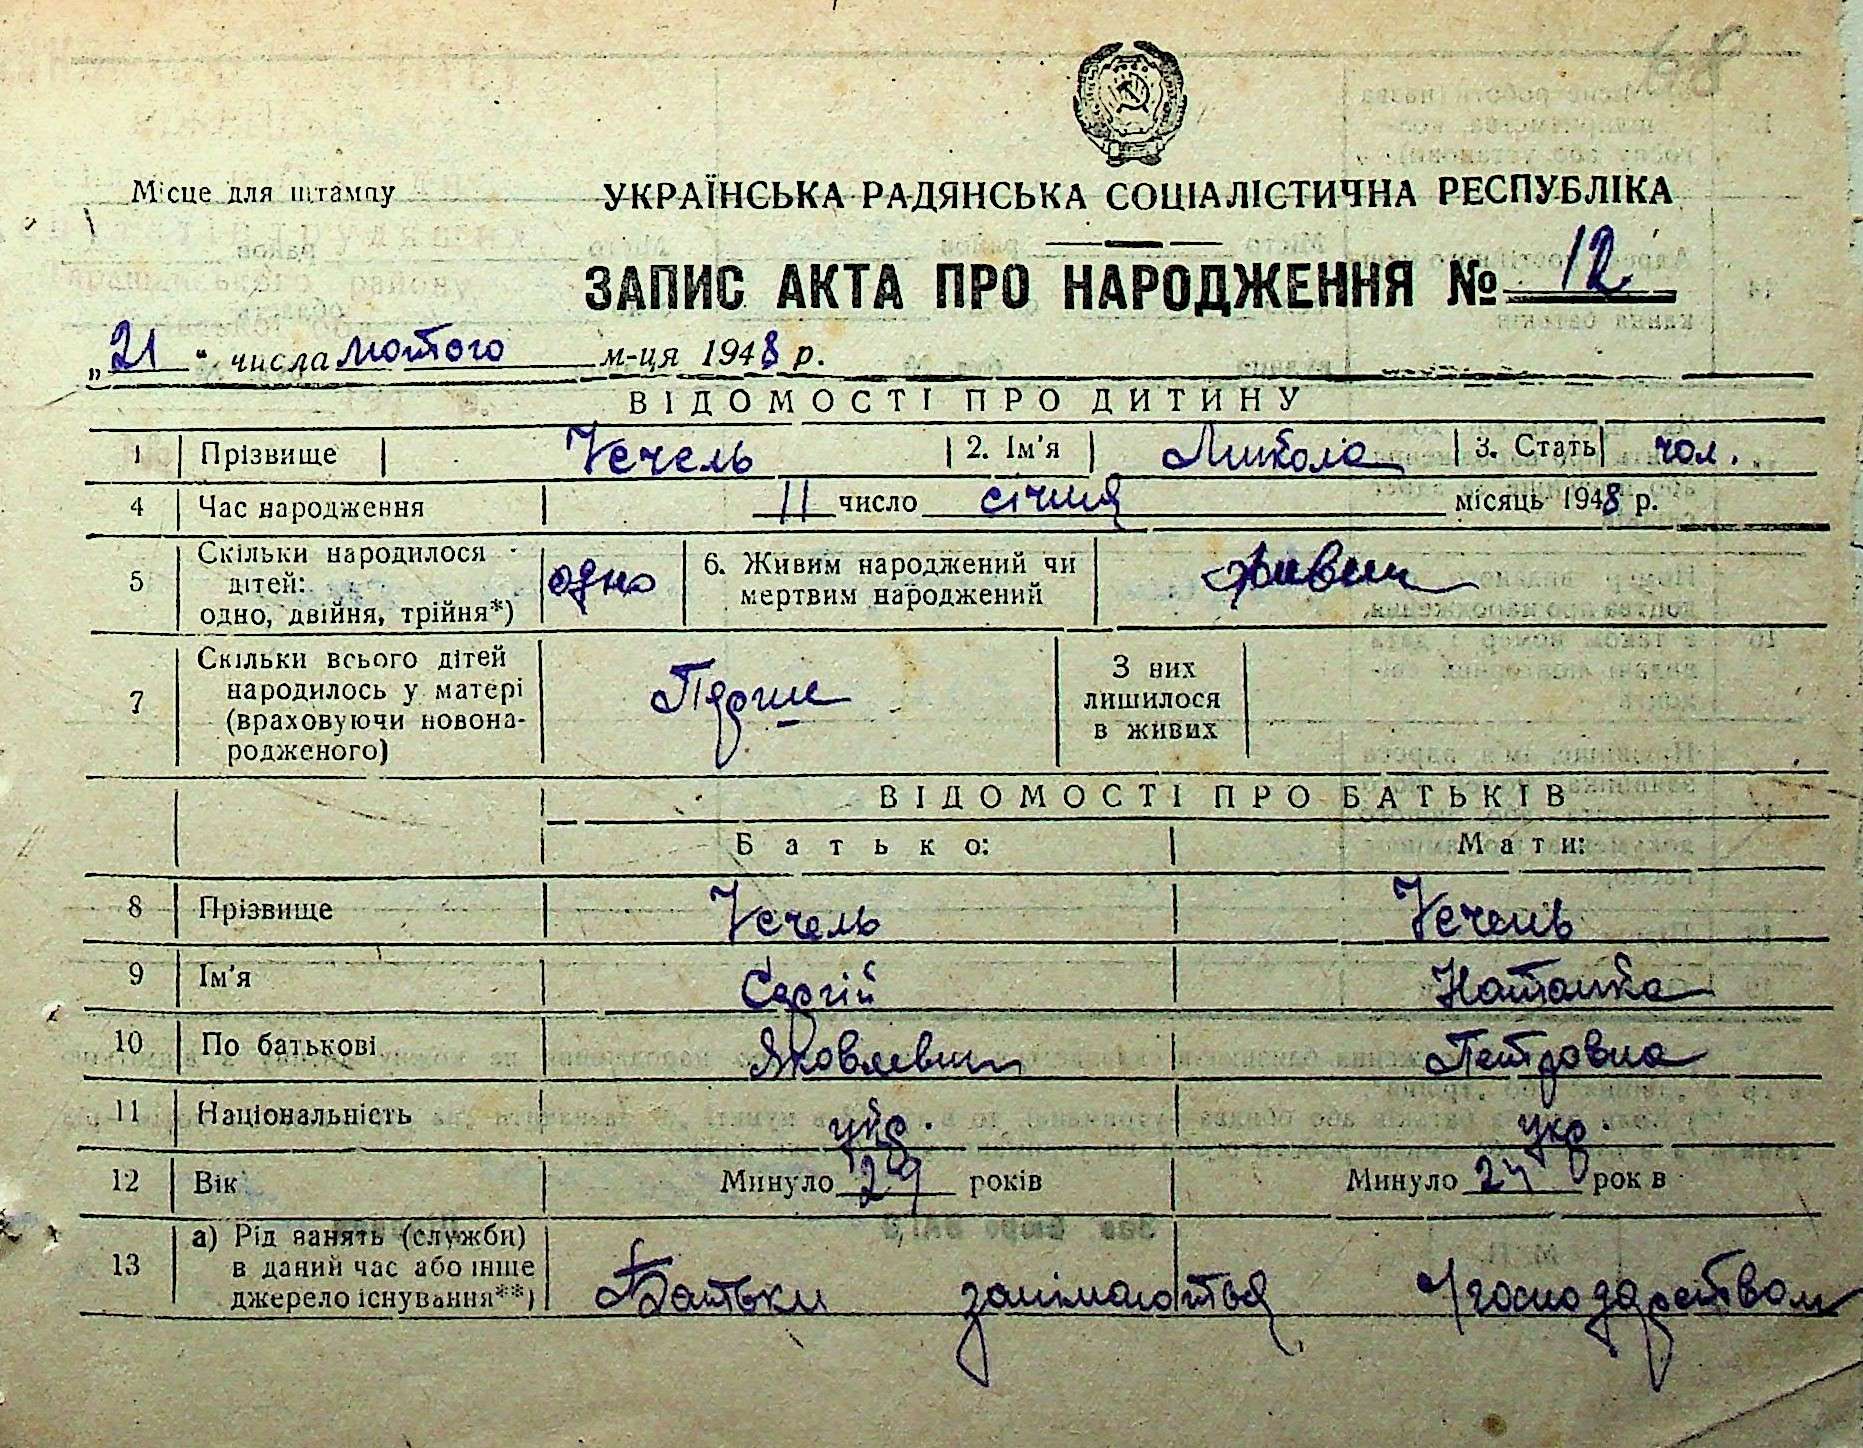 68
Місце для штампу
УКРАЇНСЬКА РАДЯНСЬКА СОЦІАЛІСТИЧНА РЕСПУБЛІКА
ЗАПИС АКТА ПРО НАРОДЖЕННЯ № 12
„21“ числа лютого м-ця 1948 р.
ВІДОМОСТІ ПРО ДИТИНУ
1 Прізвище Чечель 2. Ім'я Микола 3. Стать чол.
4 Час народження 11 число січня місяць 1948 р.
5 Скільки народилося дітей: одно, двійня, трійня*) одно 6. Живим народжений чи мертвим народжений живим
7 Скільки всього дітей народилось у матері (враховуючи новонародженого) Перше З них лишилося в живих
ВІДОМОСТІ ПРО БАТЬКІВ
Батько: Мати:
8 Прізвище Чечель Чечель
9 Ім'я Сергій Наталка
10 По батькові Яковлевич Петровна
11 Національність укр. укр.
12 Вік Минуло 29 років Минуло 24 років
13 а) Рід занять (служби) в даний час або інше джерело існування**) Батьки занімаються господарством